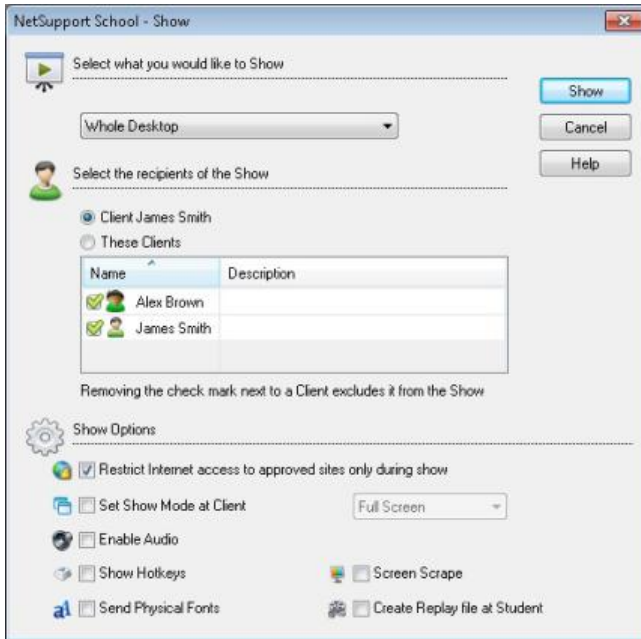 NetSupport School - Show
Select what you would like to Show
Show
Whole Desktop
Cancel
Help
Select the recipients of the Show
Client James Smith
These Clients
Name Description
Alex Brown
James Smith
Removing the check mark next to a Client excludes it from the Show
Show Options
Restrict Internet access to approved sites only during show
Set Show Mode at Client Full Screen
Enable Audio
Show Hotkeys Screen Scrape
Send Physical Fonts Create Replay file at Student